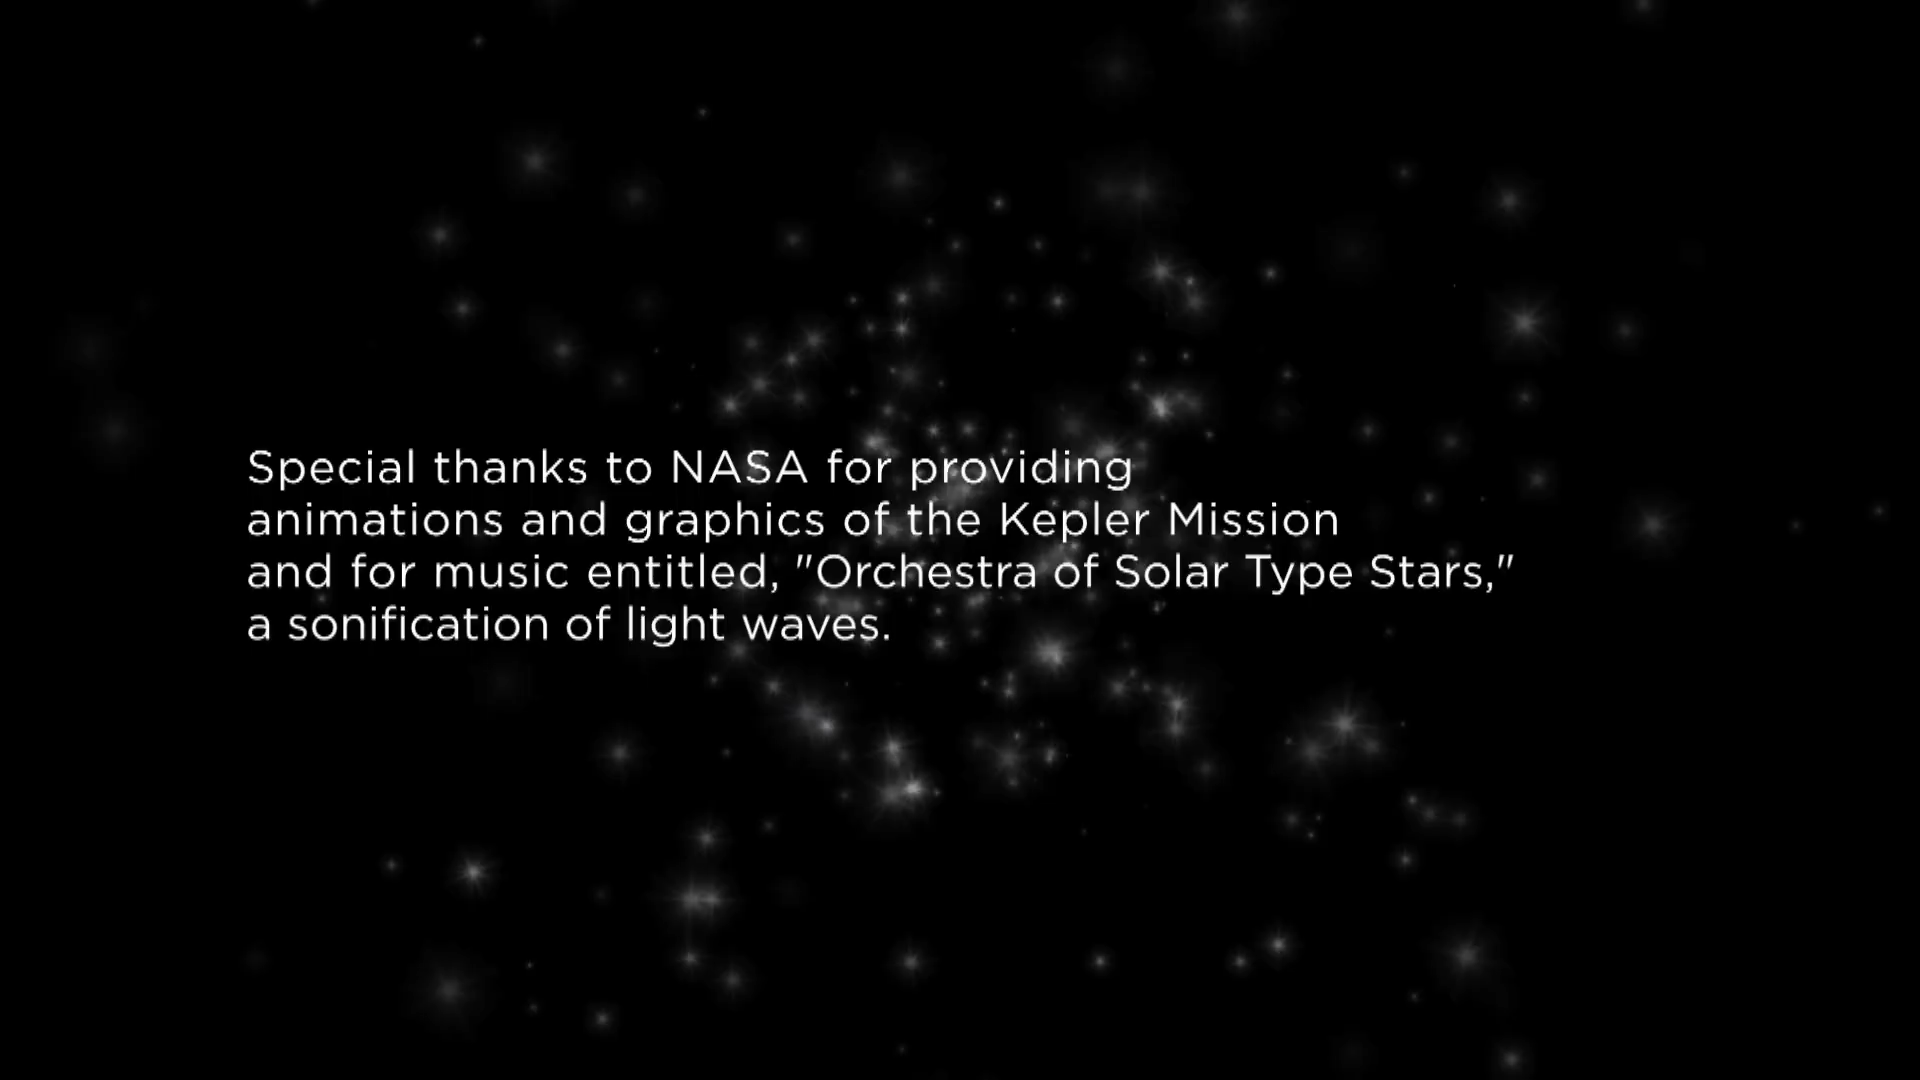 Special thanks to NASA for providing
animations and graphics of the Kepler Mission
and for music entitled, "Orchestra of Solar Type Stars,"
a sonification of light waves.